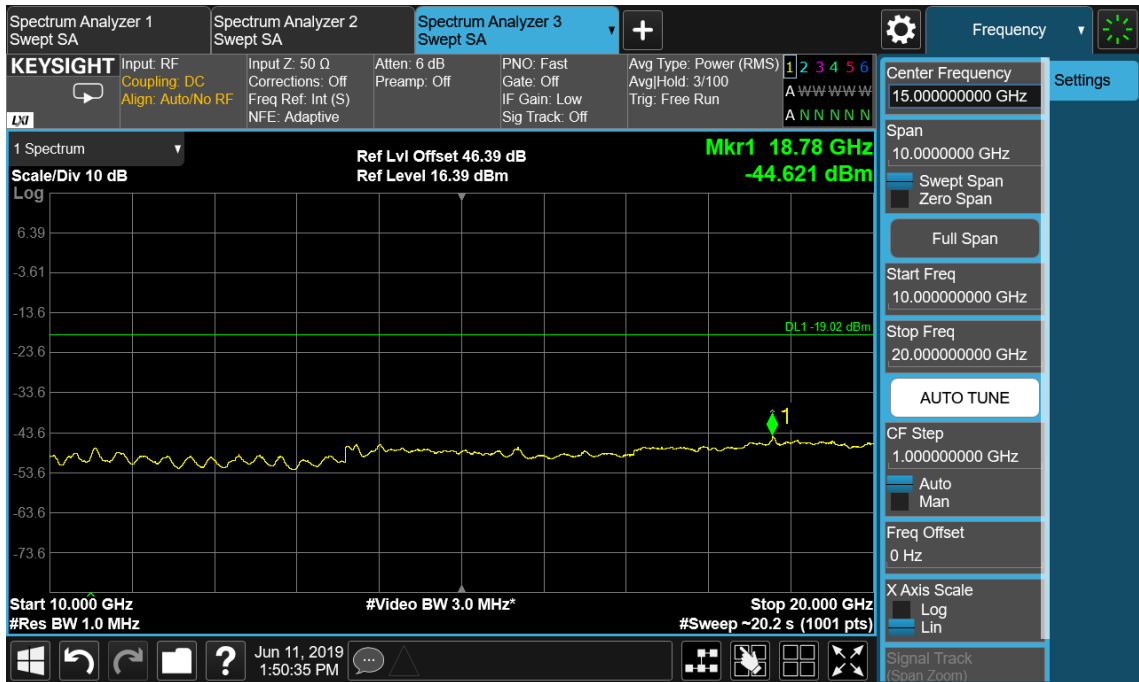 Spectrum Analyzer 1
Swept SA
Spectrum Analyzer 2
Swept SA
Spectrum Analyzer 3
Swept SA
Frequency
KEYSIGHT
LXI
Input: RF
Coupling: DC
Align: Auto/No RF
Input Z: 50 Ω
Corrections: Off
Freq Ref: Int (S)
NFE: Adaptive
Atten: 6 dB
Preamp: Off
PNO: Fast
Gate: Off
IF Gain: Low
Sig Track: Off
Avg Type: Power (RMS)
Avg|Hold: 3/100
Trig: Free Run
1 2 3 4 5 6
A W W W W W
A N N N N N
1 Spectrum
Scale/Div 10 dB
Log
Ref Lvl Offset 46.39 dB
Ref Level 16.39 dBm
Mkr1 18.78 GHz
-44.621 dBm
6.39
-3.61
-13.6
DL1 -19.02 dBm
-23.6
-33.6
1
-43.6
-53.6
-63.6
-73.6
Start 10.000 GHz
#Res BW 1.0 MHz
#Video BW 3.0 MHz*
Stop 20.000 GHz
#Sweep ~20.2 s (1001 pts)
Jun 11, 2019
1:50:35 PM
?
Center Frequency
15.000000000 GHz
Settings
Span
10.0000000 GHz
Swept Span
Zero Span
Full Span
Start Freq
10.000000000 GHz
Stop Freq
20.000000000 GHz
AUTO TUNE
CF Step
1.000000000 GHz
Auto
Man
Freq Offset
0 Hz
X Axis Scale
Log
Lin
Signal Track
(Span Zoom)